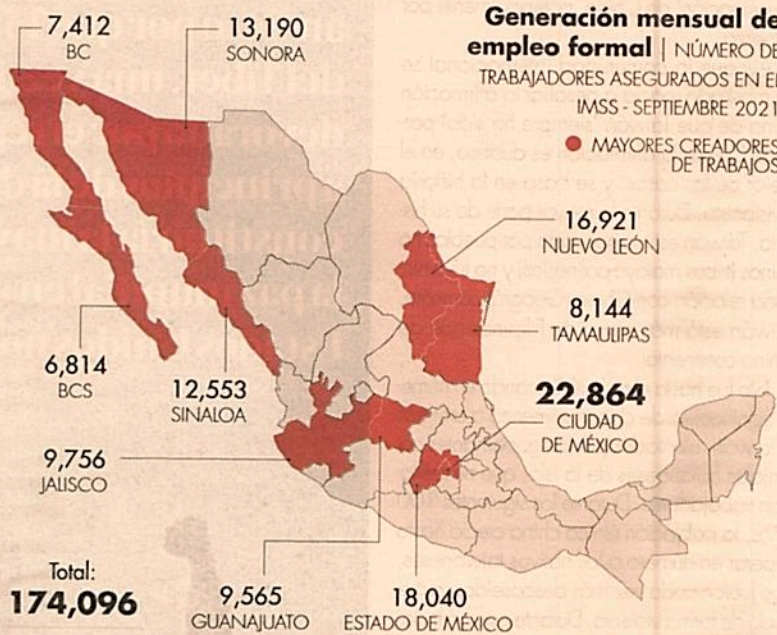 Generación mensual de
empleo formal | NÚMERO DE
TRABAJADORES ASEGURADOS EN EL
IMSS - SEPTIEMBRE 2021
● MAYORES CREADORES
DE TRABAJOS
7,412
BC
13,190
SONORA
16,921
NUEVO LEÓN
8,144
TAMAULIPAS
6,814
BCS
12,553
SINALOA
22,864
CIUDAD
DE MÉXICO
9,756
JALISCO
Total:
174,096
9,565
GUANAJUATO
18,040
ESTADO DE MÉXICO